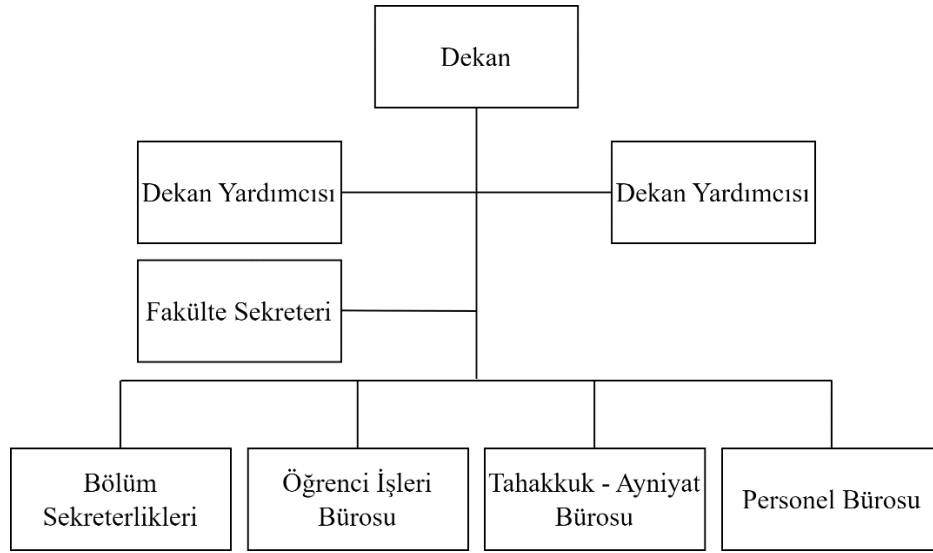 Dekan
Dekan Yardımcısı
Dekan Yardımcısı
Fakülte Sekreteri
Bölüm
Sekreterlikleri
Öğrenci İşleri
Bürosu
Tahakkuk - Ayniyat
Bürosu
Personel Bürosu